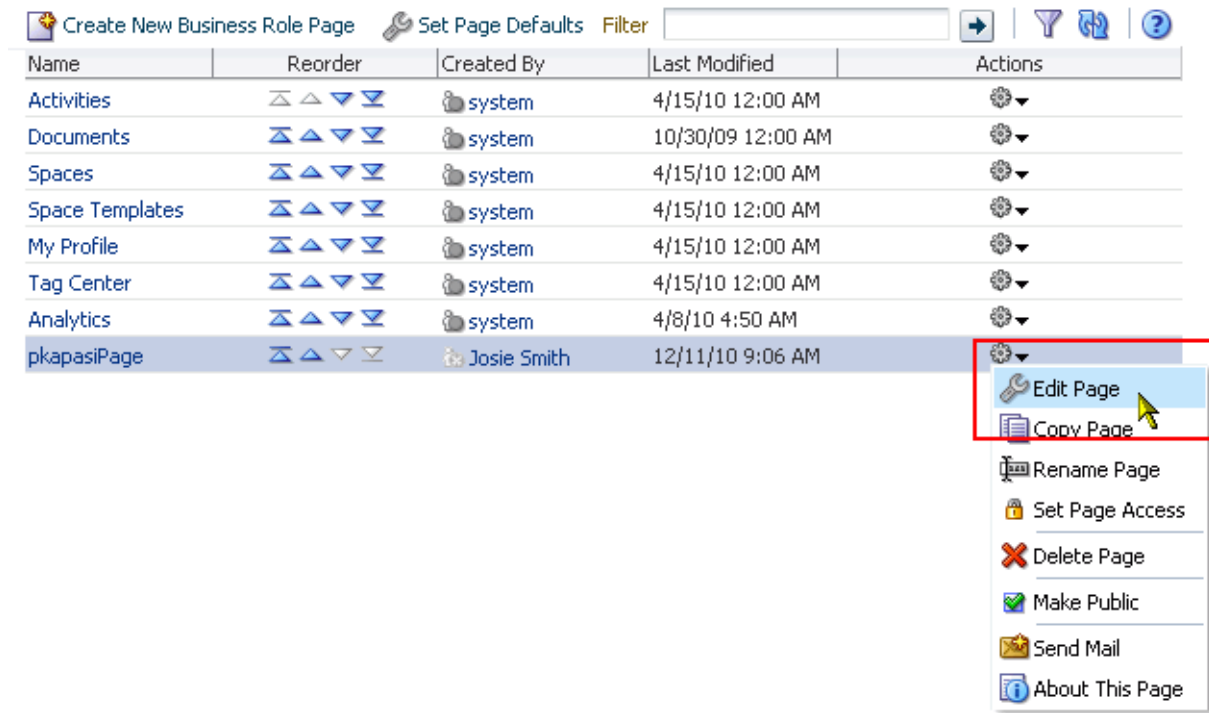 Create New Business Role Page Set Page Defaults Filter
Name Reorder Created By Last Modified Actions
Activities system 4/15/10 12:00 AM
Documents system 10/30/09 12:00 AM
Spaces system 4/15/10 12:00 AM
Space Templates system 4/15/10 12:00 AM
My Profile system 4/15/10 12:00 AM
Tag Center system 4/15/10 12:00 AM
Analytics system 4/8/10 4:50 AM
pkapasiPage Josie Smith 12/11/10 9:06 AM
Edit Page
Copy Page
Rename Page
Set Page Access
Delete Page
Make Public
Send Mail
About This Page